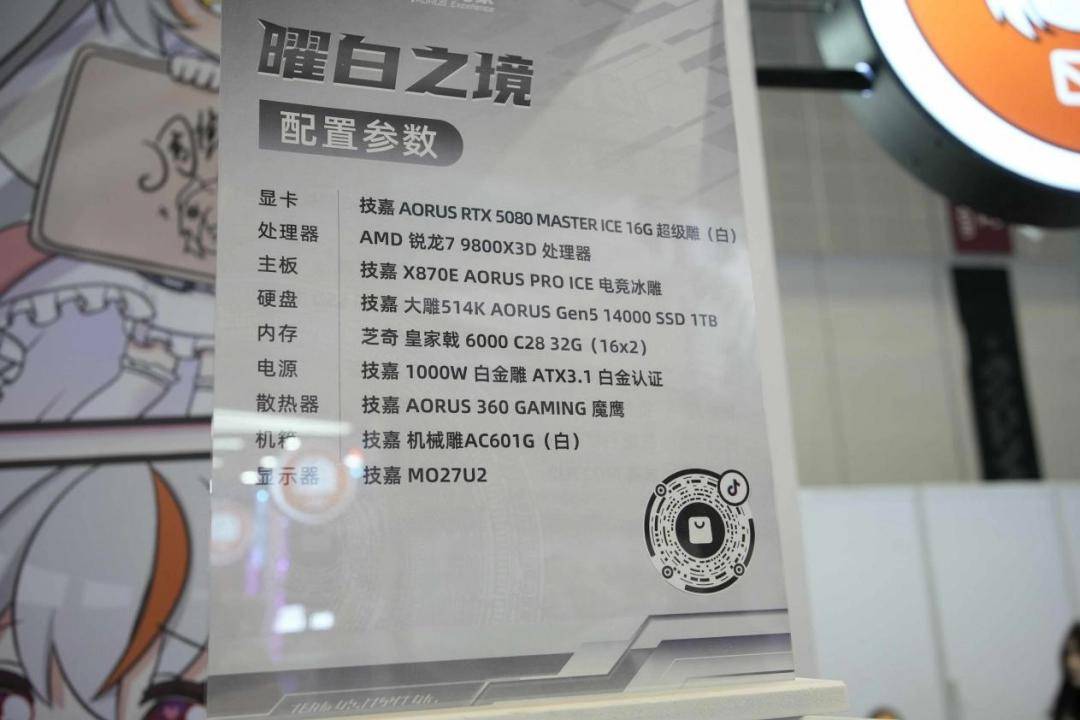 AORUS Experience
曜白之境
配置参数
显卡 技嘉 AORUS RTX 5080 MASTER ICE 16G 超级雕（白）
处理器 AMD 锐龙7 9800X3D 处理器
主板 技嘉 X870E AORUS PRO ICE 电竞冰雕
硬盘 技嘉 大雕514K AORUS Gen5 14000 SSD 1TB
内存 芝奇 皇家戟 6000 C28 32G（16x2）
电源 技嘉 1000W 白金雕 ATX3.1 白金认证
散热器 技嘉 AORUS 360 GAMING 魔鹰
机箱 技嘉 机械雕AC601G（白）
显示器 技嘉 MO27U2